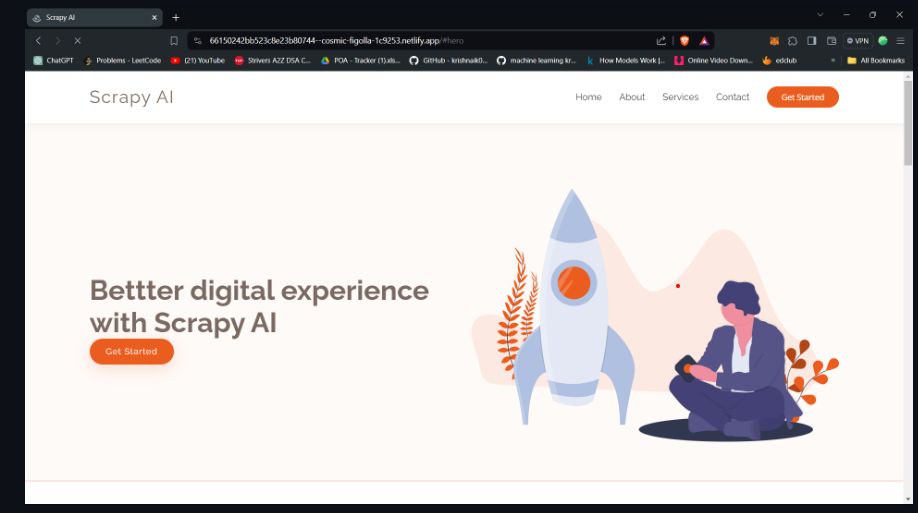 Scrapy AI
66150242bb523c8e23b80744--cosmic-figolla-1c9253.netlify.app/#hero
VPN
ChatGPT
Problems - LeetCode
(21) YouTube
Strivers A2Z DSA C...
POA - Tracker (1).xls...
GitHub - krishnaik0...
machine learning kr...
How Models Work |...
Online Video Down...
edclub
»
All Bookmarks
Scrapy AI
Home
About
Services
Contact
Get Started
Bettter digital experience
with Scrapy AI
Get Started